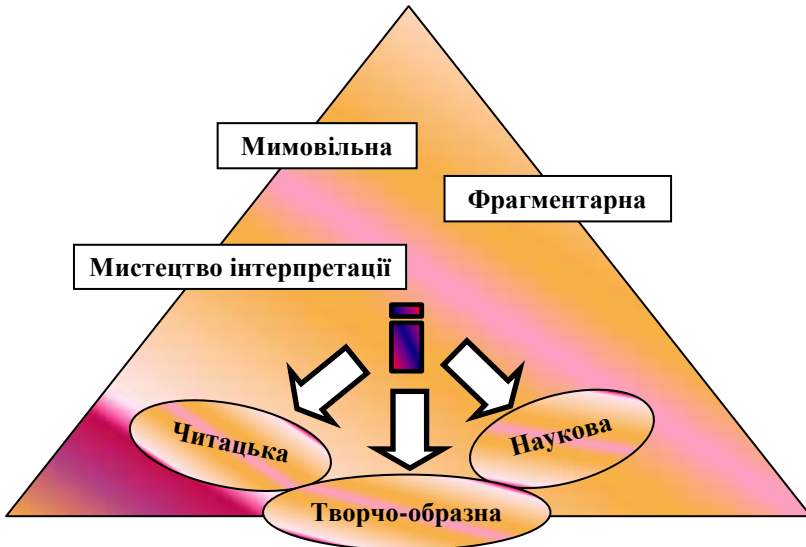 Мимовільна
Фрагментарна
Мистецтво інтерпретації
і
Читацька
Наукова
Творчо-образна